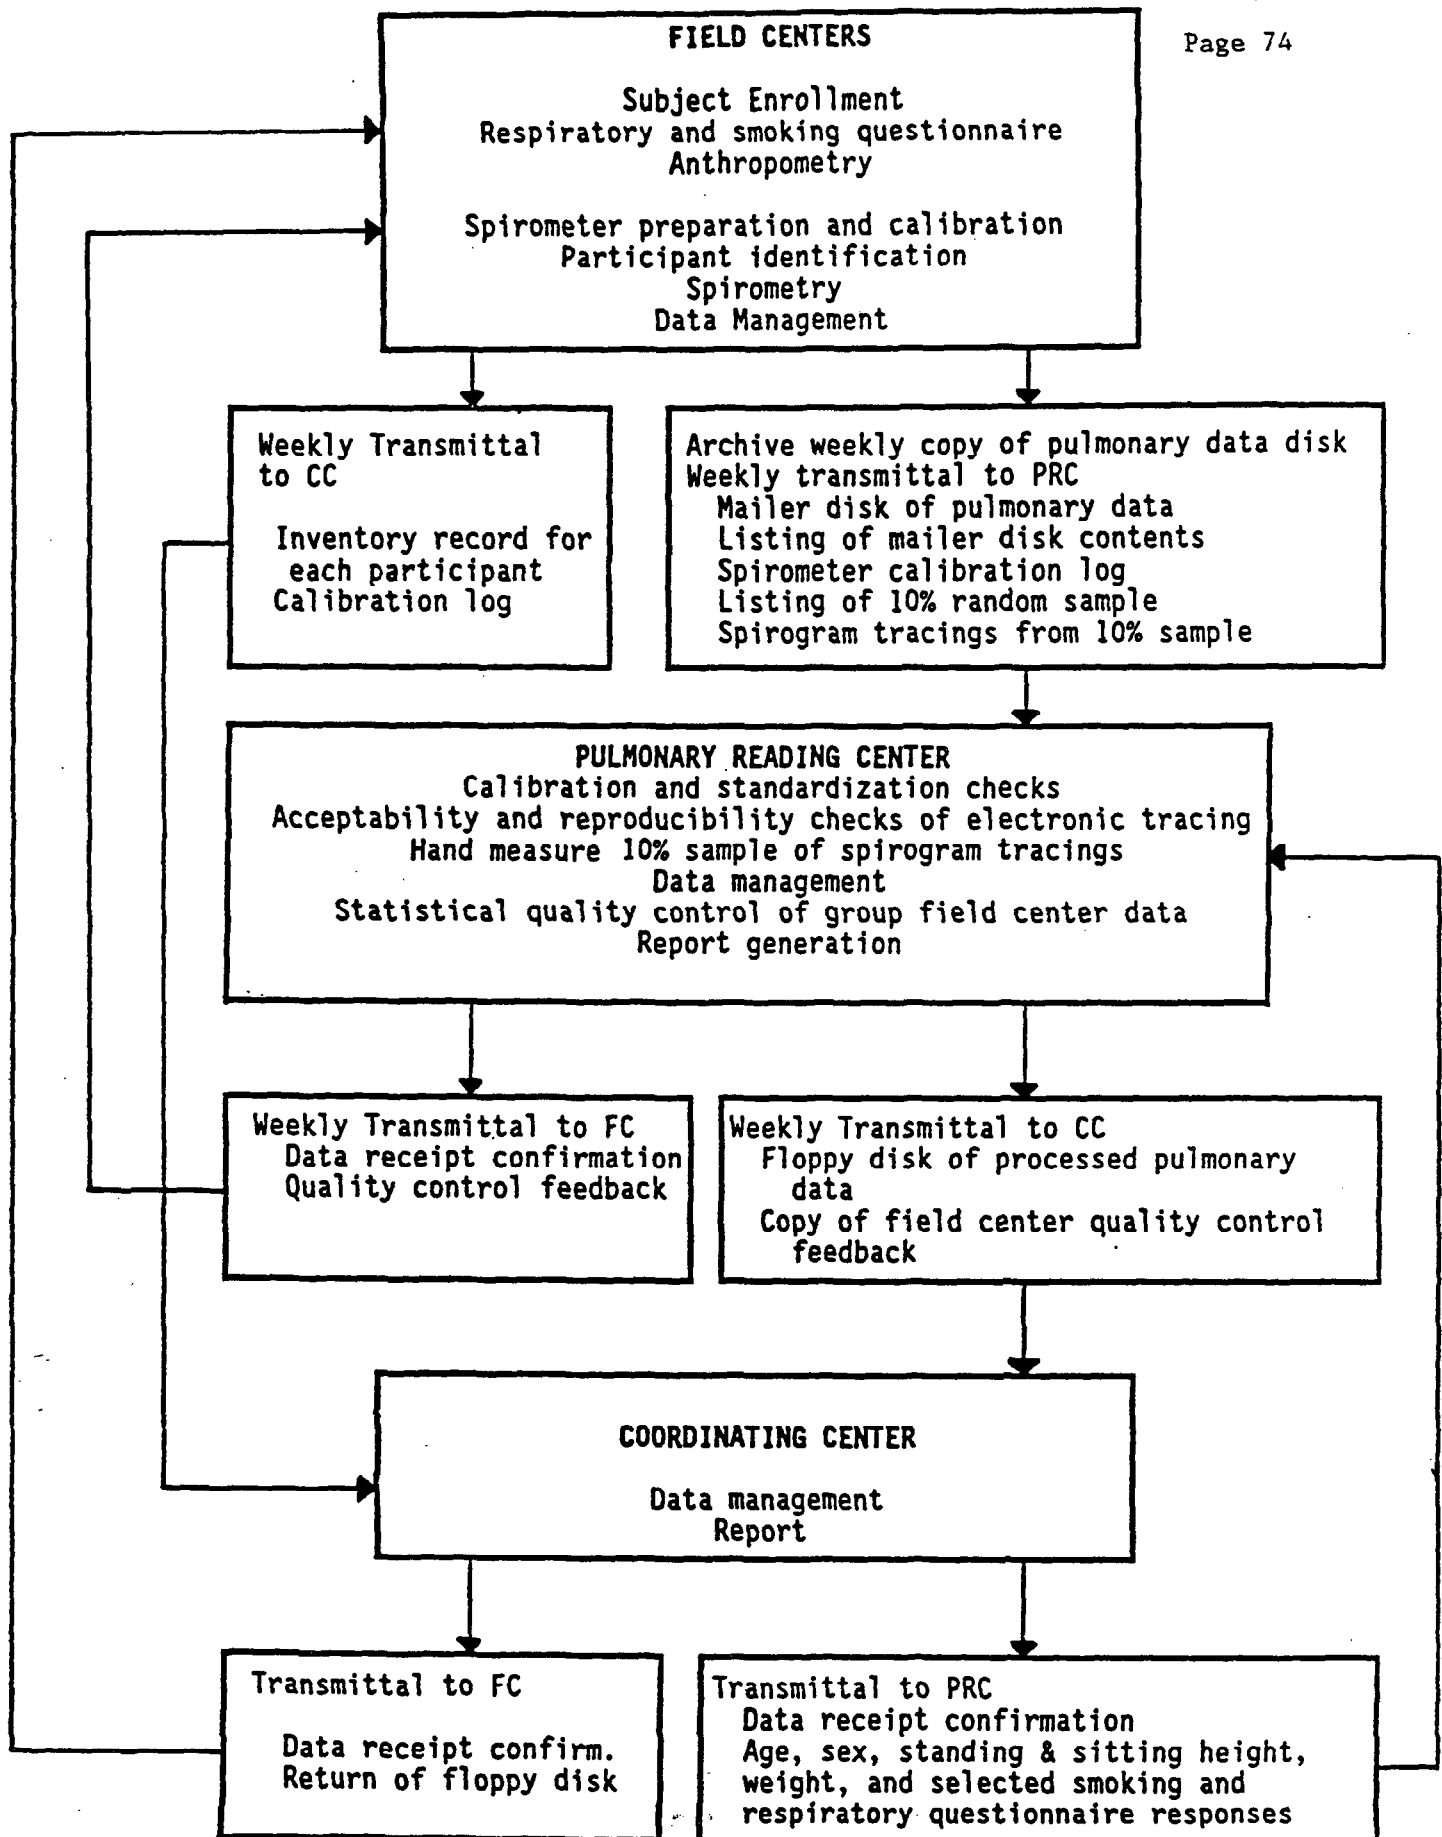 Page 74
FIELD CENTERS
Subject Enrollment
Respiratory and smoking questionnaire
Anthropometry
Spirometer preparation and calibration
Participant identification
Spirometry
Data Management
Weekly Transmittal
to CC
Inventory record for
each participant
Calibration log
Archive weekly copy of pulmonary data disk
Weekly transmittal to PRC
Mailer disk of pulmonary data
Listing of mailer disk contents
Spirometer calibration log
Listing of 10% random sample
Spirogram tracings from 10% sample
PULMONARY READING CENTER
Calibration and standardization checks
Acceptability and reproducibility checks of electronic tracing
Hand measure 10% sample of spirogram tracings
Data management
Statistical quality control of group field center data
Report generation
Weekly Transmittal to FC
Data receipt confirmation
Quality control feedback
Weekly Transmittal to CC
Floppy disk of processed pulmonary
data
Copy of field center quality control
feedback
COORDINATING CENTER
Data management
Report
Transmittal to FC
Data receipt confirm.
Return of floppy disk
Transmittal to PRC
Data receipt confirmation
Age, sex, standing & sitting height,
weight, and selected smoking and
respiratory questionnaire responses